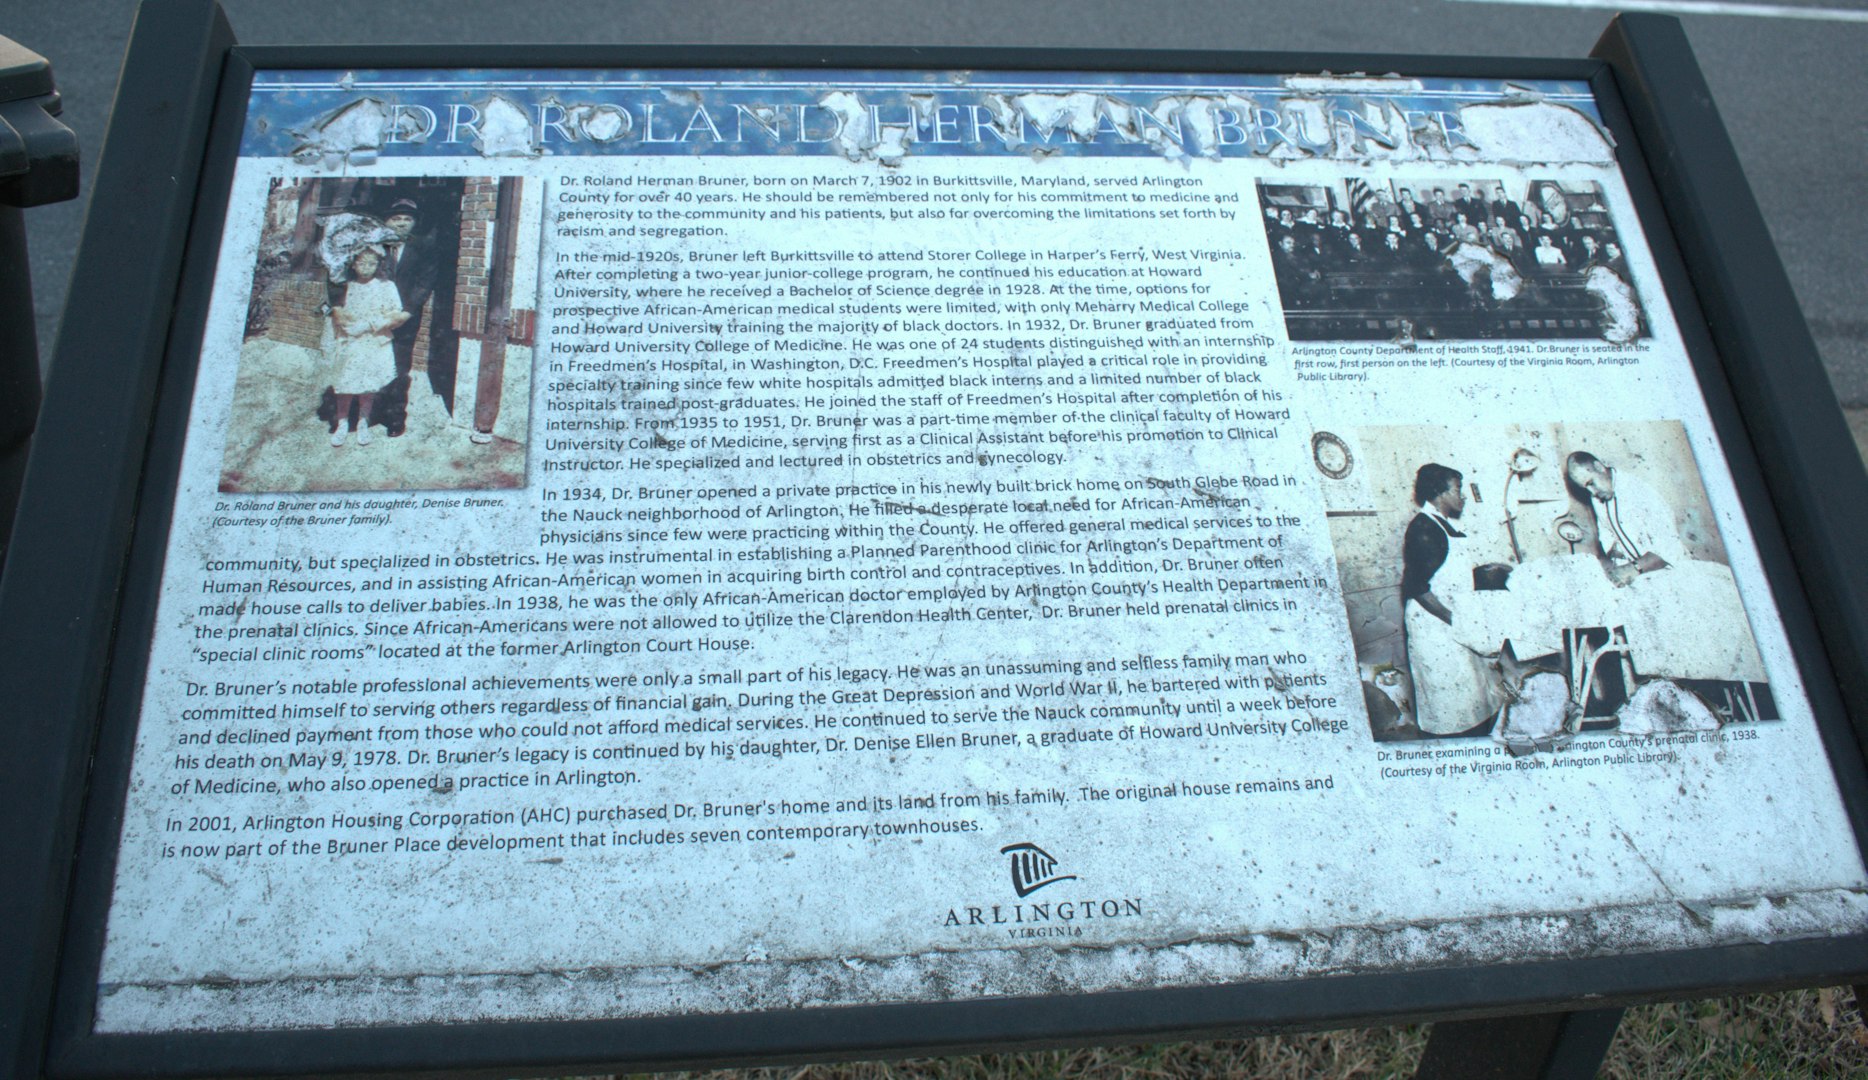 DR. ROLAND HERMAN BRUNER
Dr. Roland Herman Bruner, born on March 7, 1902 in Burkittsville, Maryland, served Arlington
County for over 40 years. He should be remembered not only for his commitment to medicine and
generosity to the community and his patients, but also for overcoming the limitations set forth by
racism and segregation.
In the mid-1920s, Bruner left Burkittsville to attend Storer College in Harper's Ferry, West Virginia.
After completing a two-year junior-college program, he continued his education at Howard
University, where he received a Bachelor of Science degree in 1928. At the time, options for
prospective African-American medical students were limited, with only Meharry Medical College
and Howard University training the majority of black doctors. In 1932, Dr. Bruner graduated from
Howard University College of Medicine. He was one of 24 students distinguished with an internship
in Freedmen's Hospital, in Washington, D.C. Freedmen's Hospital played a critical role in providing
specialty training since few white hospitals admitted black interns and a limited number of black
hospitals trained post-graduates. He joined the staff of Freedmen's Hospital after completion of his
internship. From 1935 to 1951, Dr. Bruner was a part-time member of the clinical faculty of Howard
University College of Medicine, serving first as a Clinical Assistant before his promotion to Clinical
Instructor. He specialized and lectured in obstetrics and gynecology.
In 1934, Dr. Bruner opened a private practice in his newly built brick home on South Glebe Road in
the Nauck neighborhood of Arlington. He filled a desperate local need for African-American
physicians since few were practicing within the County. He offered general medical services to the
community, but specialized in obstetrics. He was instrumental in establishing a Planned Parenthood clinic for Arlington's Department of
Human Resources, and in assisting African-American women in acquiring birth control and contraceptives. In addition, Dr. Bruner often
made house calls to deliver babies. In 1938, he was the only African-American doctor employed by Arlington County's Health Department in
the prenatal clinics. Since African-Americans were not allowed to utilize the Clarendon Health Center, Dr. Bruner held prenatal clinics in
"special clinic rooms" located at the former Arlington Court House.
Dr. Bruner's notable professional achievements were only a small part of his legacy. He was an unassuming and selfless family man who
committed himself to serving others regardless of financial gain. During the Great Depression and World War II, he bartered with patients
and declined payment from those who could not afford medical services. He continued to serve the Nauck community until a week before
his death on May 9, 1978. Dr. Bruner's legacy is continued by his daughter, Dr. Denise Ellen Bruner, a graduate of Howard University College
of Medicine, who also opened a practice in Arlington.
In 2001, Arlington Housing Corporation (AHC) purchased Dr. Bruner's home and its land from his family. The original house remains and
is now part of the Bruner Place development that includes seven contemporary townhouses.
Dr. Roland Bruner and his daughter, Denise Bruner.
(Courtesy of the Bruner family).
Arlington County Department of Health Staff, 1941. Dr.Bruner is seated in the
first row, first person on the left. (Courtesy of the Virginia Room, Arlington
Public Library).
Dr. Bruner examining a Arlington County's prenatal clinic, 1938.
(Courtesy of the Virginia Room, Arlington Public Library).
ARLINGTON
VIRGINIA